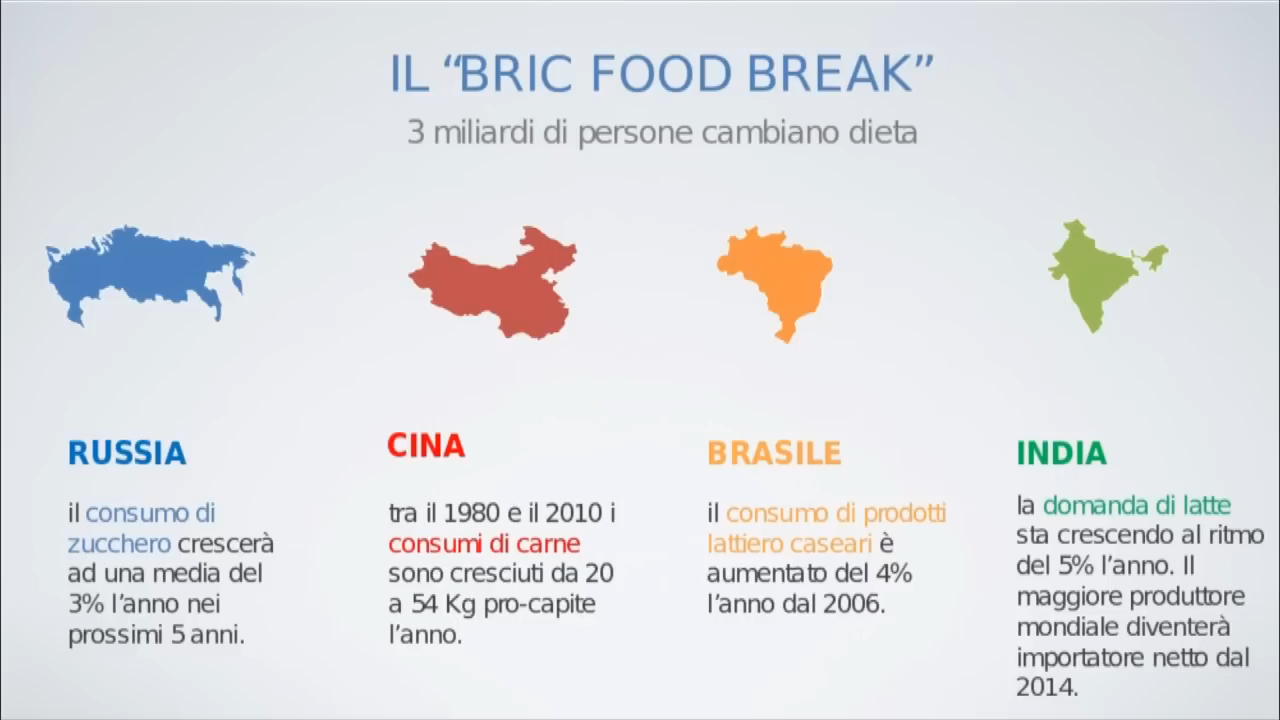 IL “BRIC FOOD BREAK”
3 miliardi di persone cambiano dieta
RUSSIA
il consumo di
zucchero crescerà
ad una media del
3% l’anno nei
prossimi 5 anni.
CINA
tra il 1980 e il 2010 i
consumi di carne
sono cresciuti da 20
a 54 Kg pro-capite
l’anno.
BRASILE
il consumo di prodotti
lattiero caseari è
aumentato del 4%
l’anno dal 2006.
INDIA
la domanda di latte
sta crescendo al ritmo
del 5% l’anno. Il
maggiore produttore
mondiale diventerà
importatore netto dal
2014.